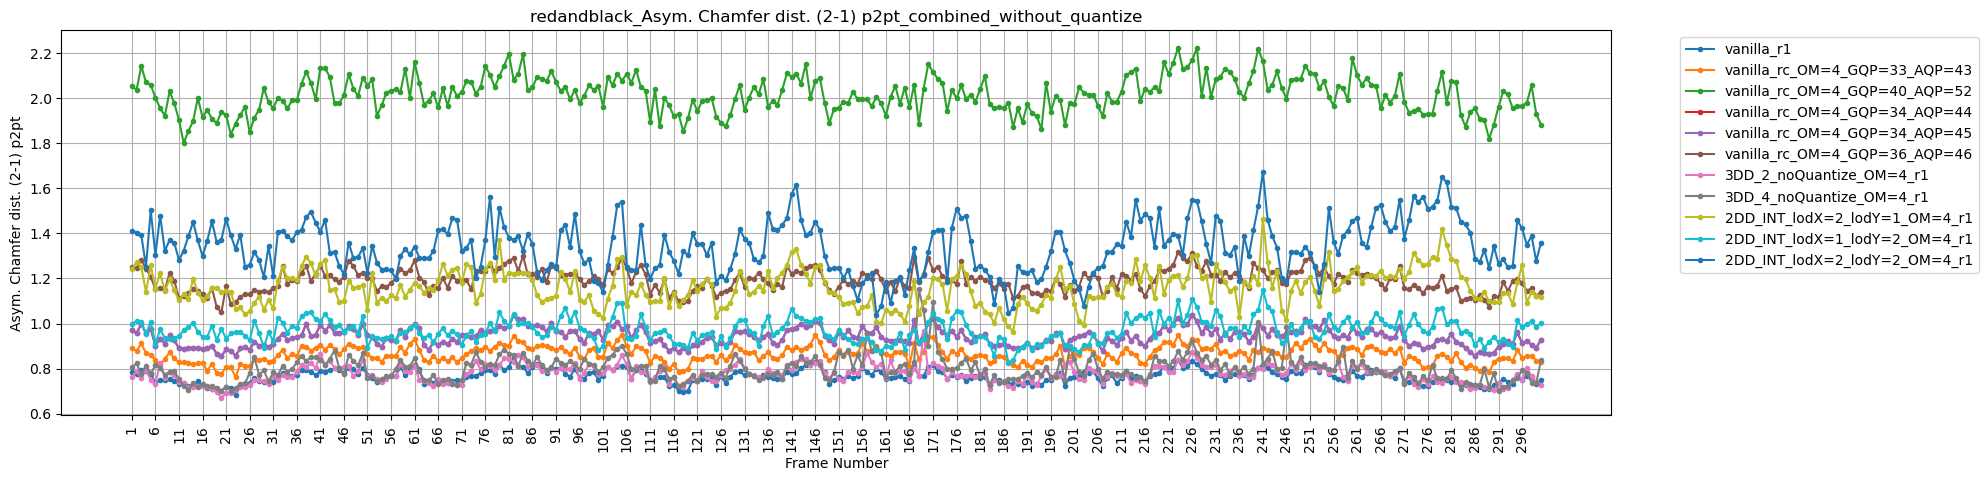 redandblack_Asym. Chamfer dist. (2-1) p2pt_combined_without_quantize
Asym. Chamfer dist. (2-1) p2pt
2.2
2.0
1.8
1.6
1.4
1.2
1.0
0.8
0.6
1 6 11 16 21 26 31 36 41 46 51 56 61 66 71 76 81 86 91 96 101 106 111 116 121 126 131 136 141 146 151 156 161 166 171 176 181 186 191 196 201 206 211 216 221 226 231 236 241 246 251 256 261 266 271 276 281 286 291 296
Frame Number
vanilla_r1
vanilla_rc_OM=4_GQP=33_AQP=43
vanilla_rc_OM=4_GQP=40_AQP=52
vanilla_rc_OM=4_GQP=34_AQP=44
vanilla_rc_OM=4_GQP=34_AQP=45
vanilla_rc_OM=4_GQP=36_AQP=46
3DD_2_noQuantize_OM=4_r1
3DD_4_noQuantize_OM=4_r1
2DD_INT_lodX=2_lodY=1_OM=4_r1
2DD_INT_lodX=1_lodY=2_OM=4_r1
2DD_INT_lodX=2_lodY=2_OM=4_r1